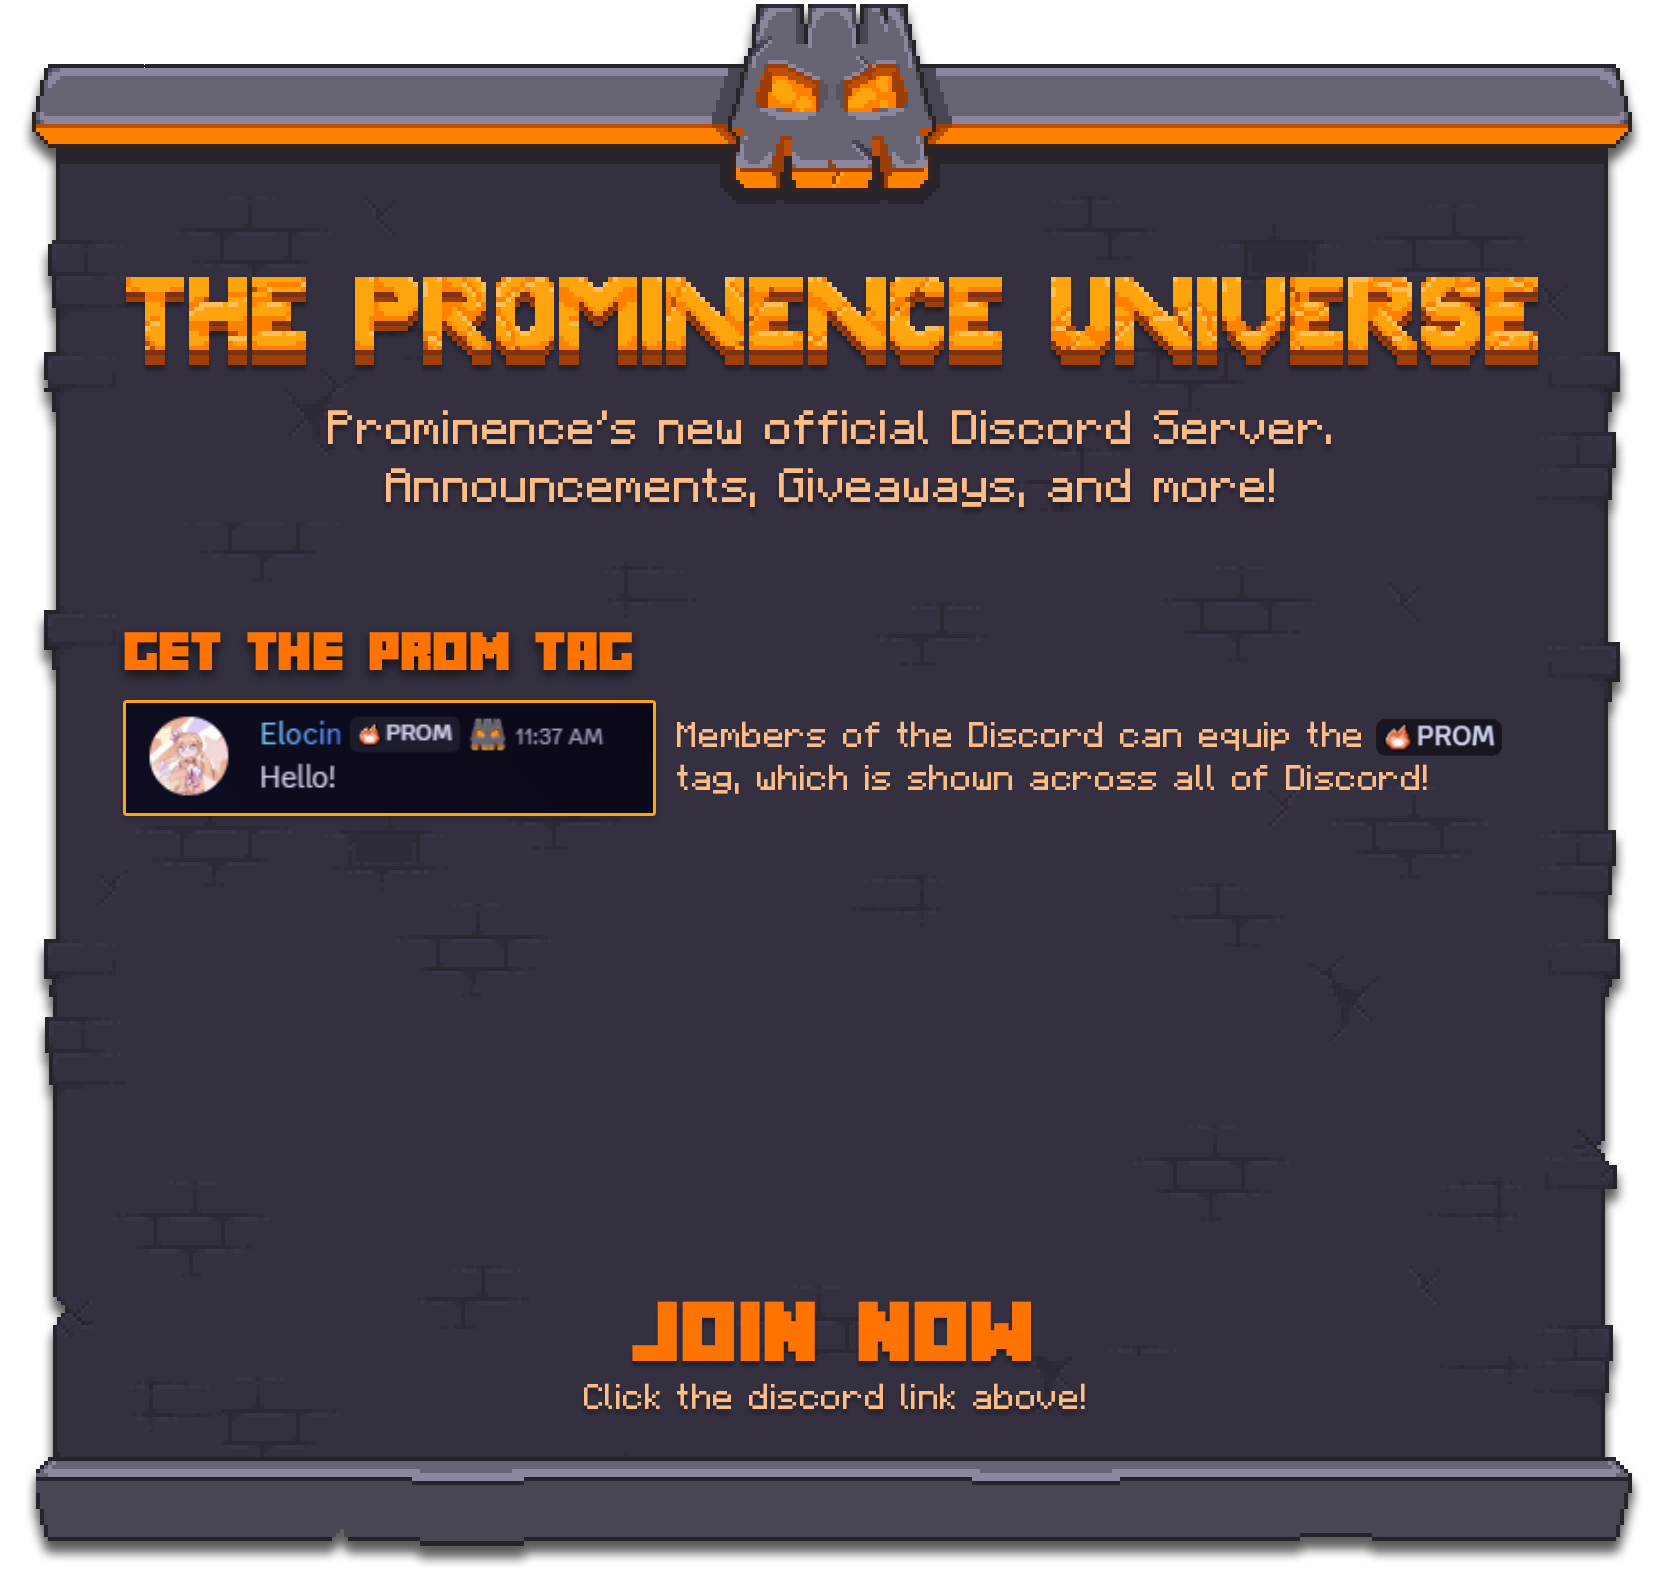 THE PROMINENCE UNIVERSE
Prominence's new official Discord Server.
Announcements, Giveaways, and more!
GET THE PROM TAG
Elocin PROM 11:37 AM
Hello!
Members of the Discord can equip the PROM
tag, which is shown across all of Discord!
JOIN NOW
Click the discord link above!